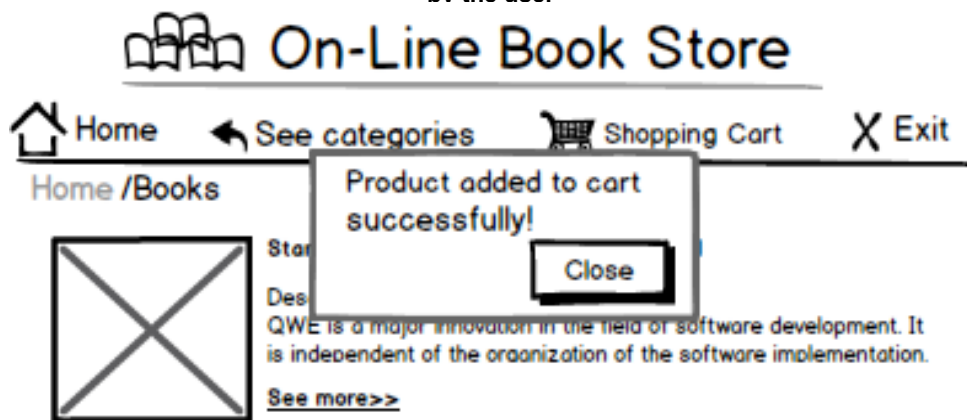 by the user
On-Line Book Store
Home See categories Shopping Cart X Exit
Home /Books
Product added to cart
successfully!
Close
QWE is a major innovation in the field of software development. It
is independent of the organization of the software implementation.
See more>>